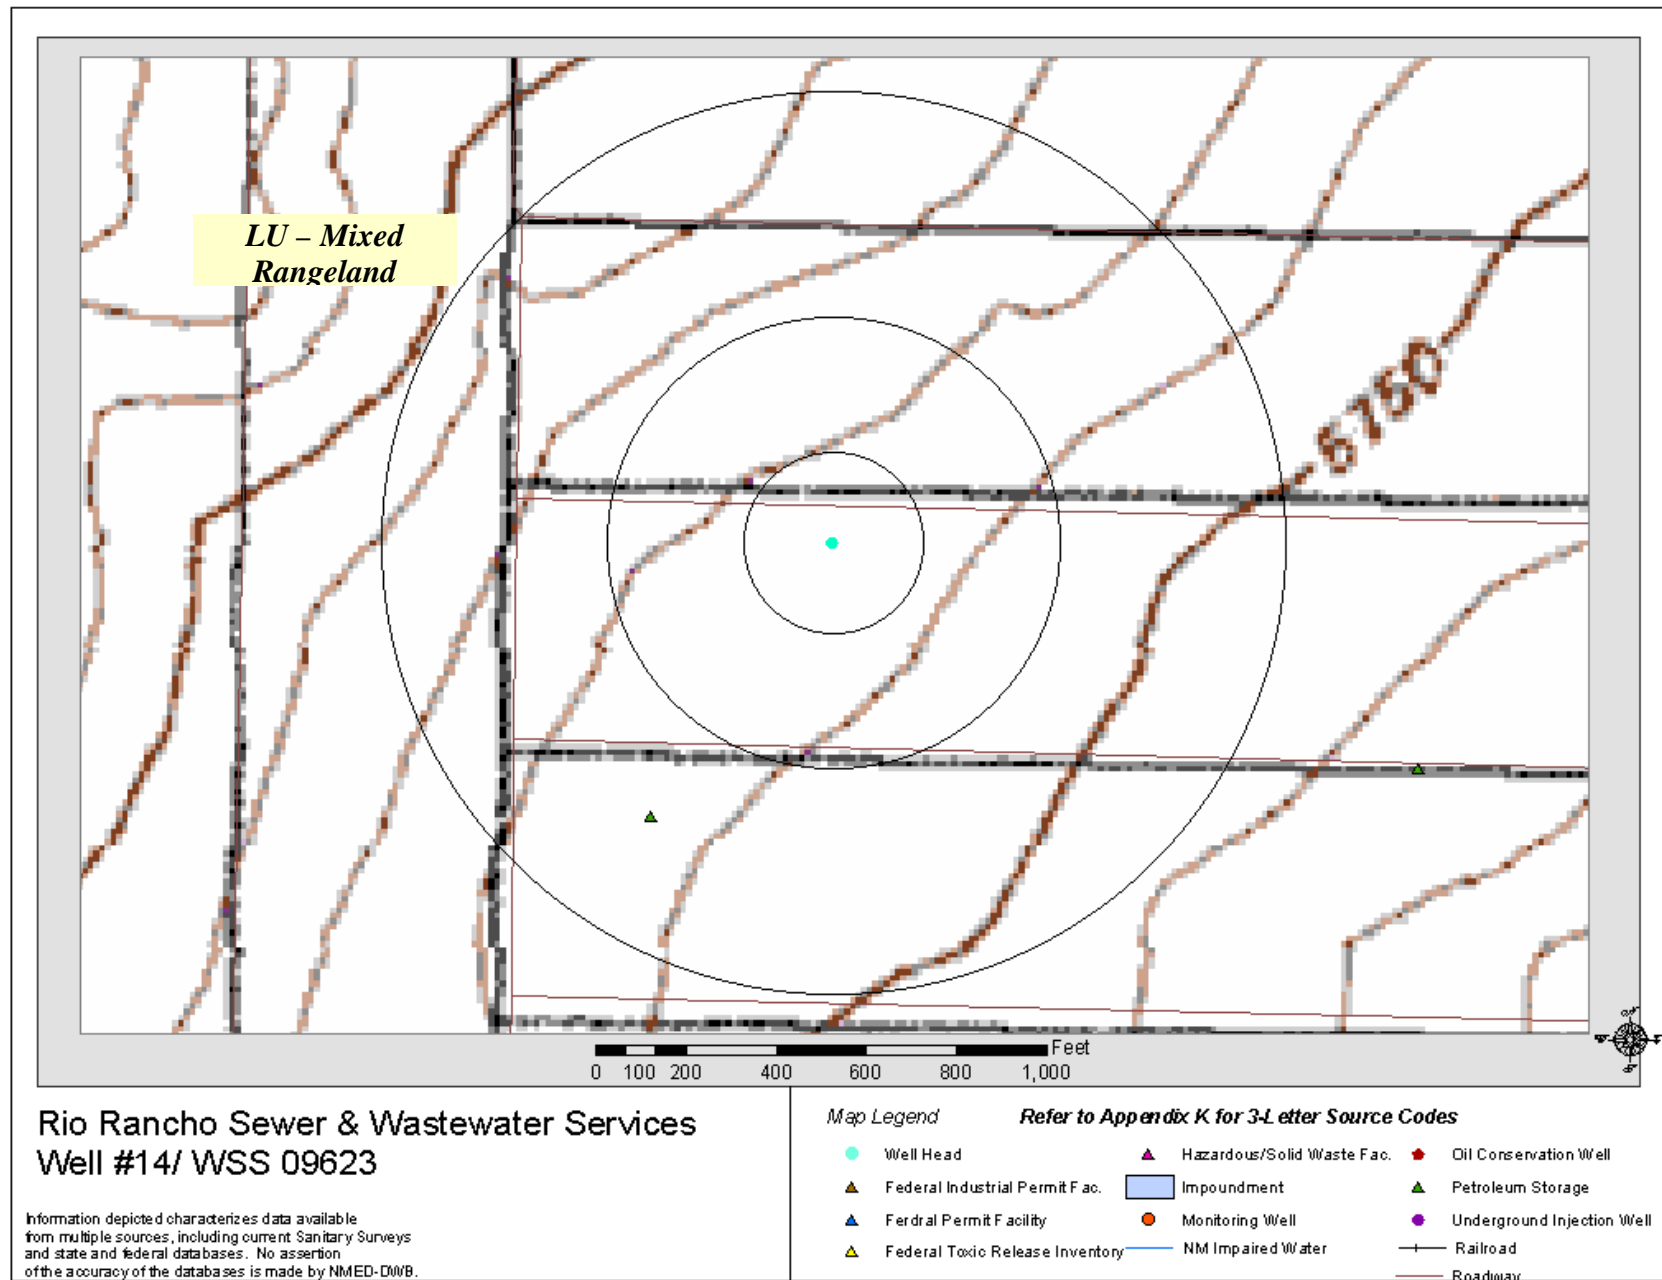 LU – Mixed
Rangeland
5750
Feet
0 100 200 400 600 800 1,000
Rio Rancho Sewer & Wastewater Services
Well #14/ WSS 09623
Information depicted characterizes data available
from multiple sources, including current Sanitary Surveys
and state and federal databases. No assertion
of the accuracy of the databases is made by NMED-DWB.
Map Legend
Refer to Appendix K for 3-Letter Source Codes
Well Head
Federal Industrial Permit Fac.
Ferdral Permit Facility
Federal Toxic Release Inventory
Hazardous/Solid Waste Fac.
Impoundment
Monitoring Well
NM Impaired Water
Oil Conservation Well
Petroleum Storage
Underground Injection Well
Railroad
Roadway